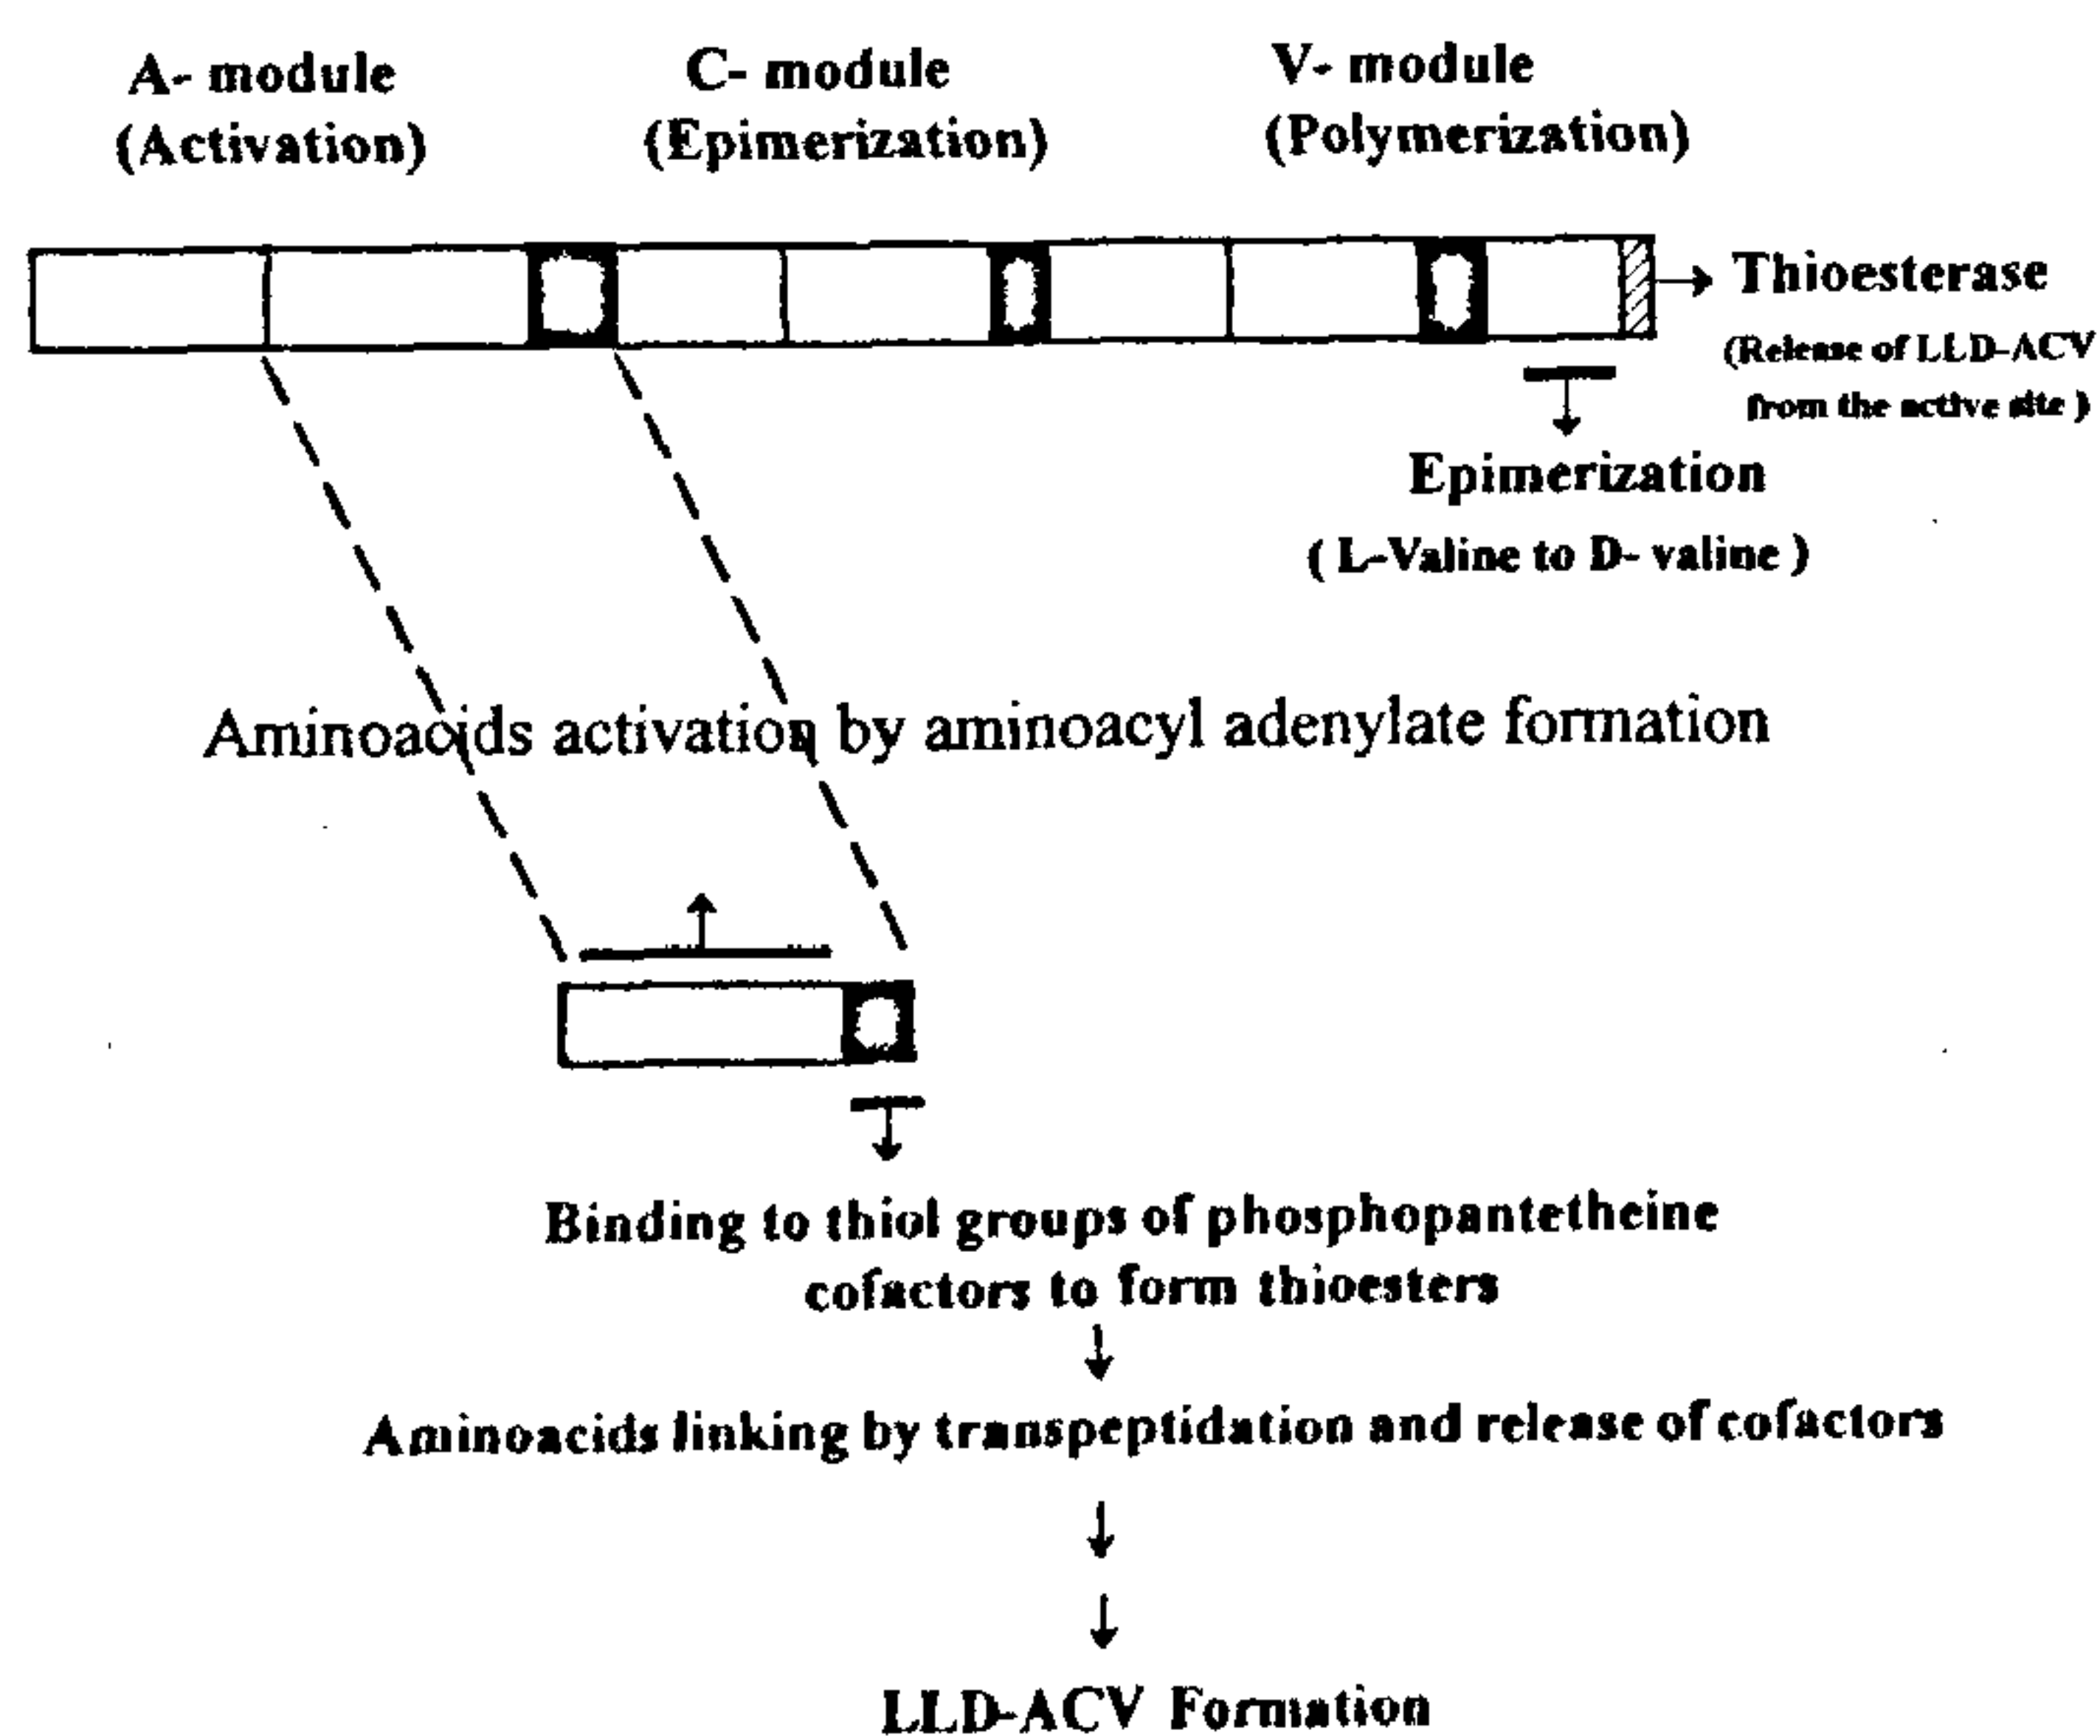 A- module
(Activation)
C- module
(Epimerization)
V- module
(Polymerization)
Thioesterase
(Release of LLD-ACV
from the active site )
Epimerization
( L-Valine to D- valine )
Aminoacids activation by aminoacyl adenylate formation
Binding to thiol groups of phosphopantetheine
cofactors to form thioesters
Aminoacids linking by transpeptidation and release of cofactors
LLD-ACV Formation